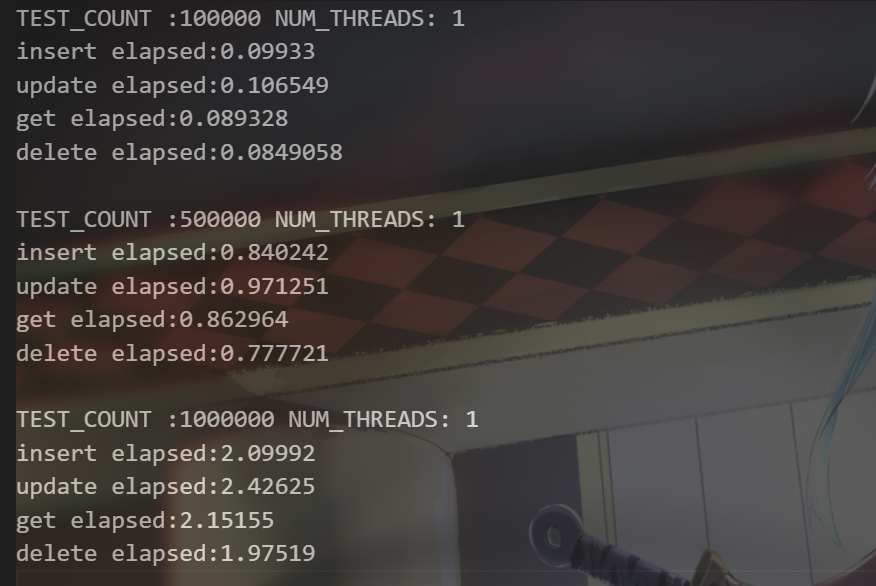 TEST_COUNT :100000 NUM_THREADS: 1
insert elapsed:0.09933
update elapsed:0.106549
get elapsed:0.089328
delete elapsed:0.0849058
TEST_COUNT :500000 NUM_THREADS: 1
insert elapsed:0.840242
update elapsed:0.971251
get elapsed:0.862964
delete elapsed:0.777721
TEST_COUNT :1000000 NUM_THREADS: 1
insert elapsed:2.09992
update elapsed:2.42625
get elapsed:2.15155
delete elapsed:1.97519